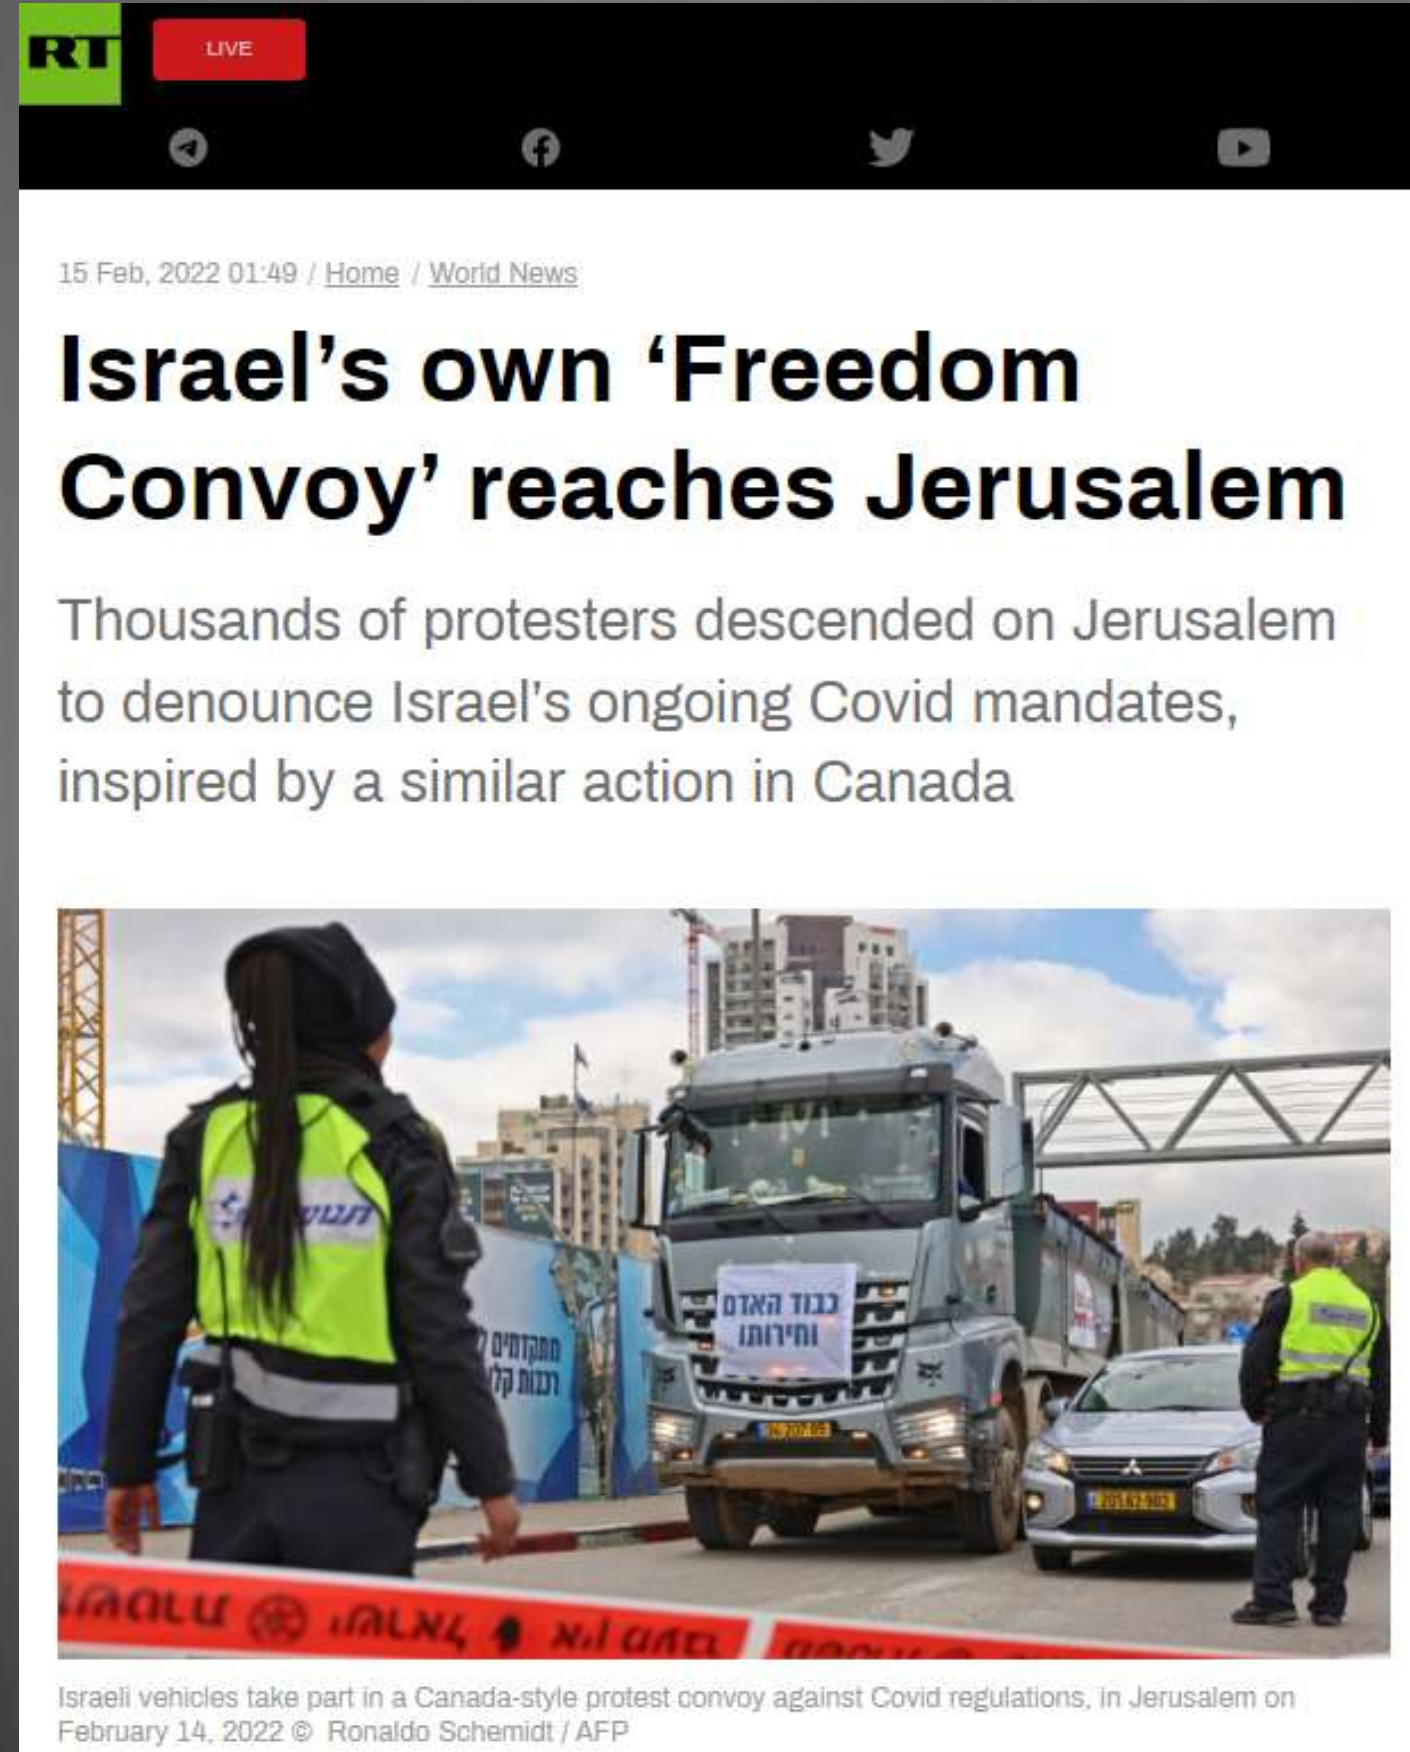 RT
LIVE
15 Feb, 2022 01:49 / Home / World News
Israel’s own ‘Freedom
Convoy’ reaches Jerusalem
Thousands of protesters descended on Jerusalem
to denounce Israel's ongoing Covid mandates,
inspired by a similar action in Canada
כבוד האדם
וחירותו
מתקדמים
רכבות
Israeli vehicles take part in a Canada-style protest convoy against Covid regulations, in Jerusalem on
February 14, 2022 © Ronaldo Schemidt / AFP